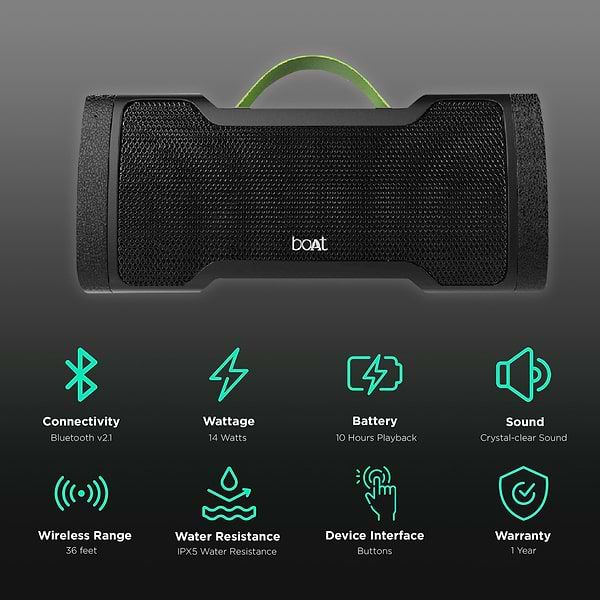 boAt
Connectivity
Bluetooth v2.1
Wattage
14 Watts
Battery
10 Hours Playback
Sound
Crystal-clear Sound
Wireless Range
36 feet
Water Resistance
IPX5 Water Resistance
Device Interface
Buttons
Warranty
1 Year